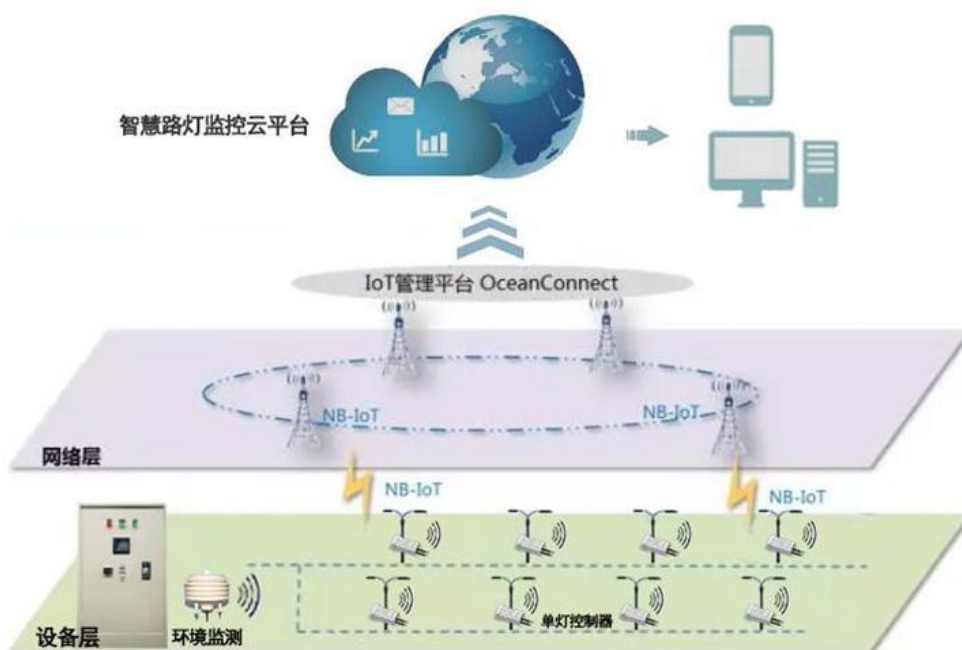 智慧路灯监控云平台
IoT管理平台 OceanConnect
NB-IoT
NB-IoT
网络层
NB-IoT
NB-IoT
单灯控制器
设备层
环境监测